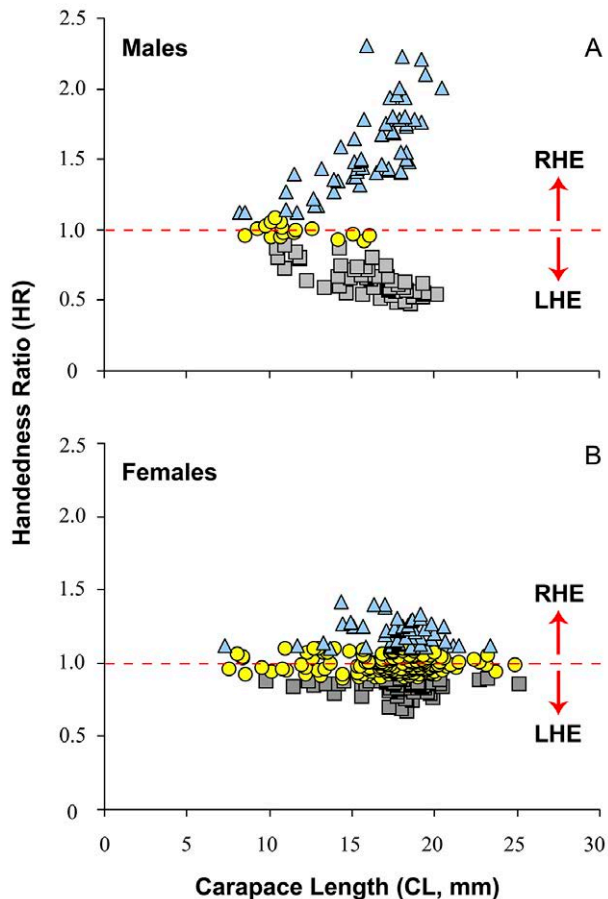 2.5
Males
A
2.0
1.5
RHE
1.0
0.5
LHE
0
Handedness Ratio (HR)
2.5
Females
B
2.0
1.5
RHE
1.0
0.5
LHE
0
0 5 10 15 20 25 30
Carapace Length (CL, mm)